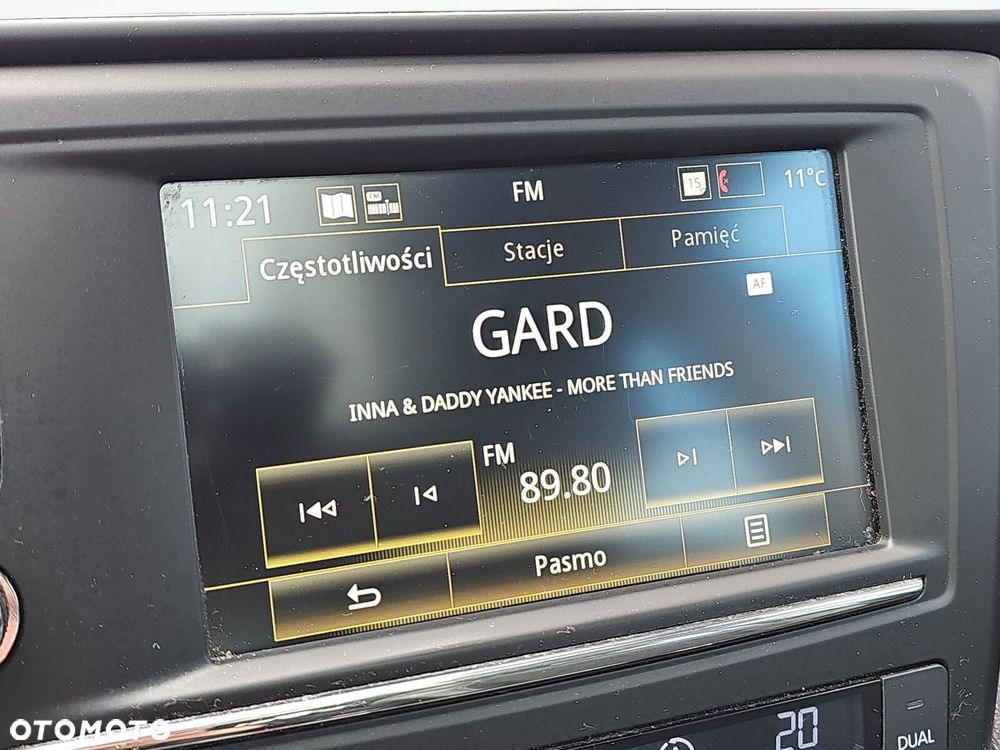 11:21
FM
15
11°C
Częstotliwości
Stacje
Pamięć
AF
GARD
INNA & DADDY YANKEE - MORE THAN FRIENDS
FM
89.80
Pasmo
20
DUAL
OTOMOTO